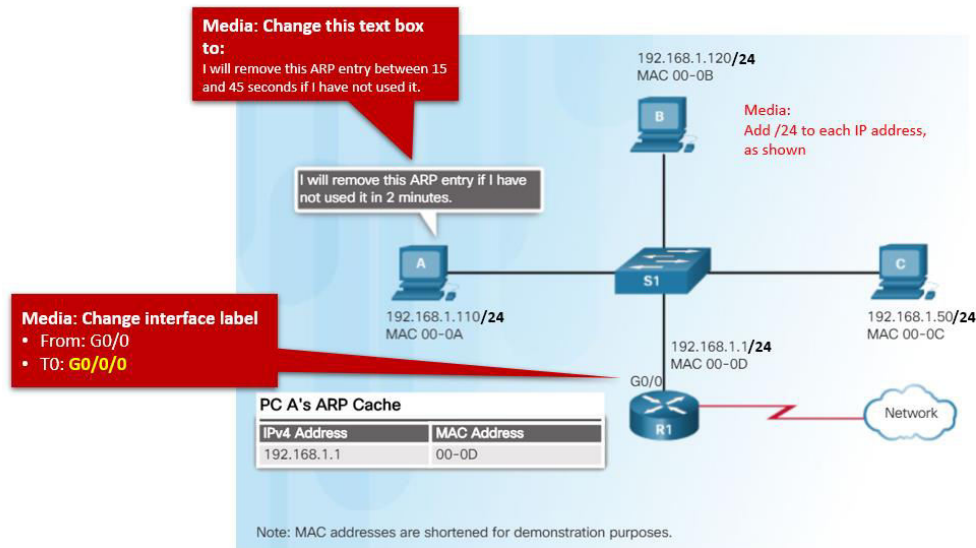 Media: Change this text box
to:
I will remove this ARP entry between 15
and 45 seconds if I have not used it.
192.168.1.120/24
MAC 00-0B
B
Media:
Add /24 to each IP address,
as shown
I will remove this ARP entry if I have
not used it in 2 minutes.
A
S1
C
192.168.1.110/24
MAC 00-0A
192.168.1.50/24
MAC 00-0C
Media: Change interface label
• From: G0/0
• T0: G0/0/0
192.168.1.1/24
MAC 00-0D
G0/0
R1
Network
PC A's ARP Cache
IPv4 Address MAC Address
192.168.1.1 00-0D
Note: MAC addresses are shortened for demonstration purposes.